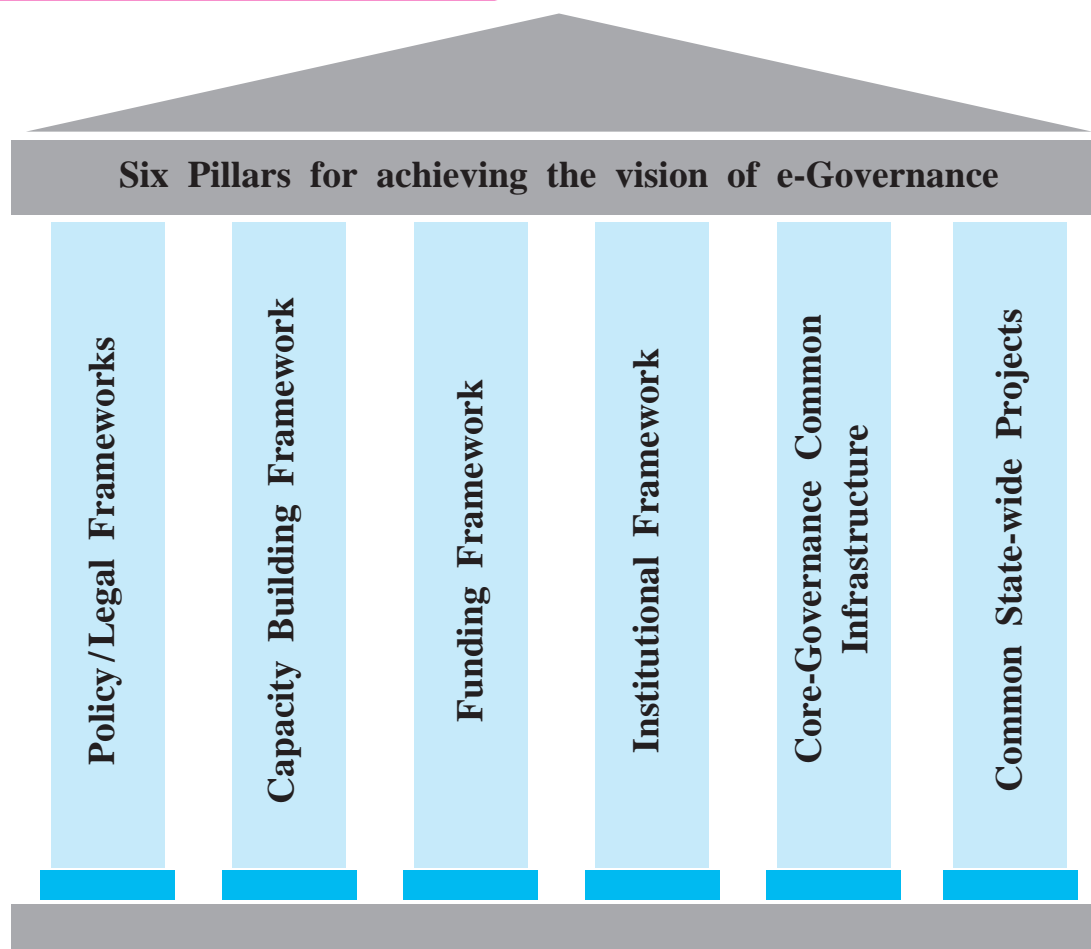 Six Pillars for achieving the vision of e-Governance
Policy/Legal Frameworks
Capacity Building Framework
Funding Framework
Institutional Framework
Core-Governance Common
Infrastructure
Common State-wide Projects